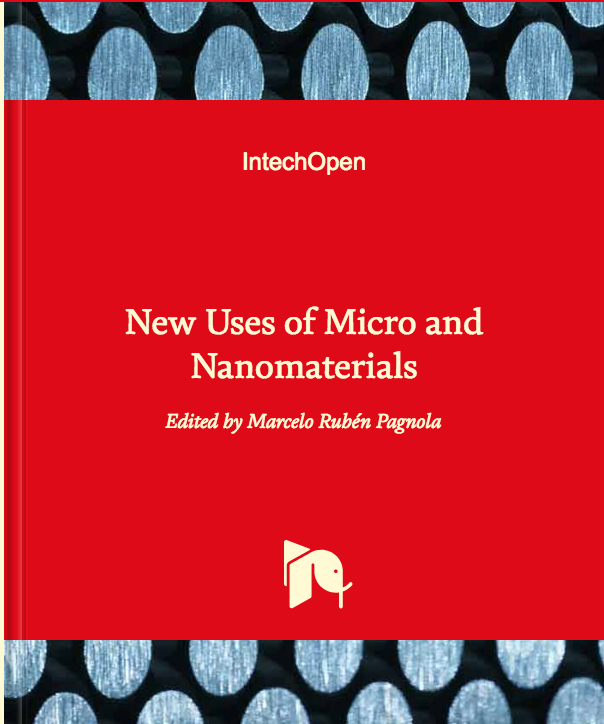 IntechOpen
New Uses of Micro and
Nanomaterials
Edited by Marcelo Rubén Pagnola